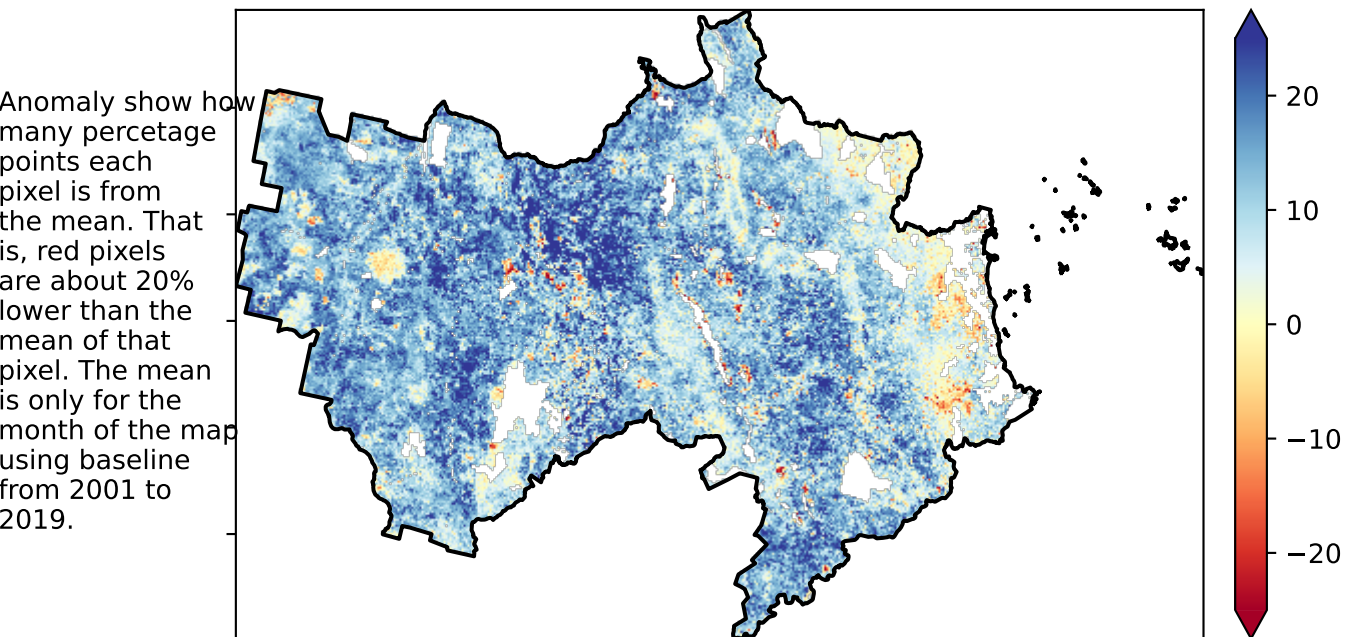 Anomaly show how
many percetage
points each
pixel is from
the mean. That
is, red pixels
are about 20%
lower than the
mean of that
pixel. The mean
is only for the
month of the map
using baseline
from 2001 to
2019.
20
10
0
−10
−20